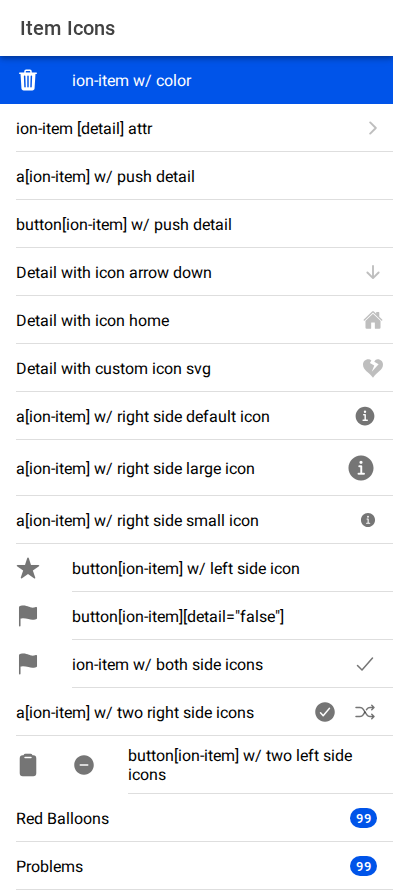 Item Icons
ion-item w/ color
ion-item [detail] attr
a[ion-item] w/ push detail
button[ion-item] w/ push detail
Detail with icon arrow down
Detail with icon home
Detail with custom icon svg
a[ion-item] w/ right side default icon
a[ion-item] w/ right side large icon
a[ion-item] w/ right side small icon
button[ion-item] w/ left side icon
button[ion-item][detail="false"]
ion-item w/ both side icons
a[ion-item] w/ two right side icons
button[ion-item] w/ two left side
icons
Red Balloons 99
Problems 99